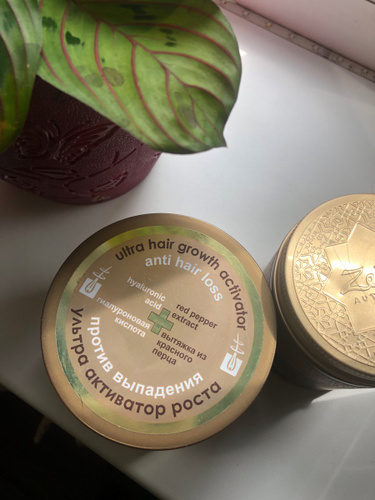 ultra hair growth activator
anti hair loss
hyaluronic
acid
red pepper
extract
гиалуроновая
кислота
вытяжка из
красного
перца
против выпадения
ультра активатор роста